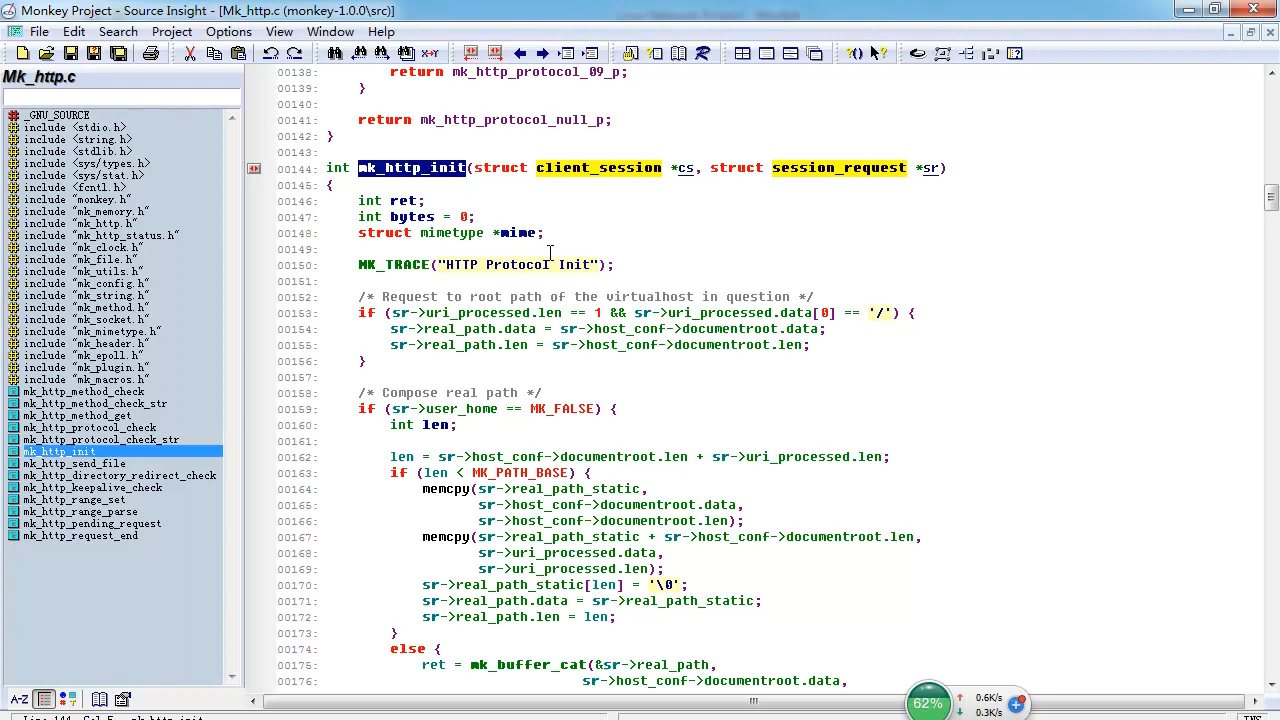 Monkey Project - Source Insight - [Mk_http.c (monkey-1.0.0\src)]
File Edit Search Project Options View Window Help
Mk_http.c
_GNU_SOURCE
include <stdio.h>
include <string.h>
include <stdlib.h>
include <sys/types.h>
include <sys/stat.h>
include <fcntl.h>
include "monkey.h"
include "mk_memory.h"
include "mk_http.h"
include "mk_http_status.h"
include "mk_clock.h"
include "mk_file.h"
include "mk_utils.h"
include "mk_config.h"
include "mk_string.h"
include "mk_method.h"
include "mk_socket.h"
include "mk_mimetype.h"
include "mk_header.h"
include "mk_epoll.h"
include "mk_plugin.h"
include "mk_macros.h"
mk_http_method_check
mk_http_method_check_str
mk_http_method_get
mk_http_protocol_check
mk_http_protocol_check_str
mk_http_init
mk_http_send_file
mk_http_directory_redirect_check
mk_http_keepalive_check
mk_http_range_set
mk_http_range_parse
mk_http_pending_request
mk_http_request_end
A-Z
00138: return mk_http_protocol_09_p;
00139: }
00140:
00141: return mk_http_protocol_null_p;
00142: }
00143:
00144: int mk_http_init(struct client_session *cs, struct session_request *sr)
00145: {
00146: int ret;
00147: int bytes = 0;
00148: struct mimetype *mime;
00149:
00150: MK_TRACE("HTTP Protocol Init");
00151:
00152: /* Request to root path of the virtualhost in question */
00153: if (sr->uri_processed.len == 1 && sr->uri_processed.data[0] == '/') {
00154: sr->real_path.data = sr->host_conf->documentroot.data;
00155: sr->real_path.len = sr->host_conf->documentroot.len;
00156: }
00157:
00158: /* Compose real path */
00159: if (sr->user_home == MK_FALSE) {
00160: int len;
00161:
00162: len = sr->host_conf->documentroot.len + sr->uri_processed.len;
00163: if (len < MK_PATH_BASE) {
00164: memcpy(sr->real_path_static,
00165: sr->host_conf->documentroot.data,
00166: sr->host_conf->documentroot.len);
00167: memcpy(sr->real_path_static + sr->host_conf->documentroot.len,
00168: sr->uri_processed.data,
00169: sr->uri_processed.len);
00170: sr->real_path_static[len] = '\0';
00171: sr->real_path.data = sr->real_path_static;
00172: sr->real_path.len = len;
00173: }
00174: else {
00175: ret = mk_buffer_cat(&sr->real_path,
00176: sr->host_conf->documentroot.data,
62%
0.6K/s
0.3K/s